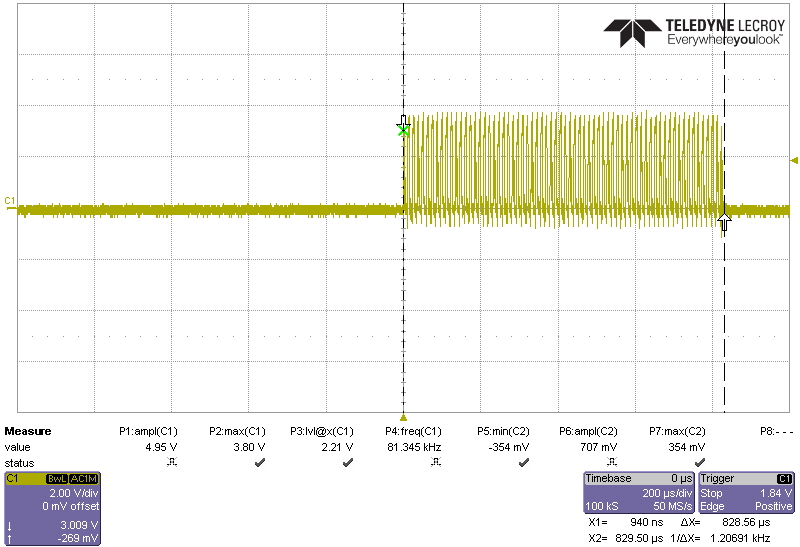 TELEDYNE LECROY
Everywhereyoulook™
C1
Measure P1:ampl(C1) P2:max(C1) P3:lvl@x(C1) P4:freq(C1) P5:min(C2) P6:ampl(C2) P7:max(C2) P8:- - -
value 4.95 V 3.80 V 2.21 V 81.345 kHz -354 mV 707 mV 354 mV
status
C1 BwL AC1M
2.00 V/div
0 mV offset
↓ 3.009 V
↑ -269 mV
Timebase 0 µs
200 µs/div
100 kS 50 MS/s
Trigger C1
Stop 1.84 V
Edge Positive
X1= 940 ns ΔX= 828.56 µs
X2= 829.50 µs 1/ΔX= 1.20691 kHz